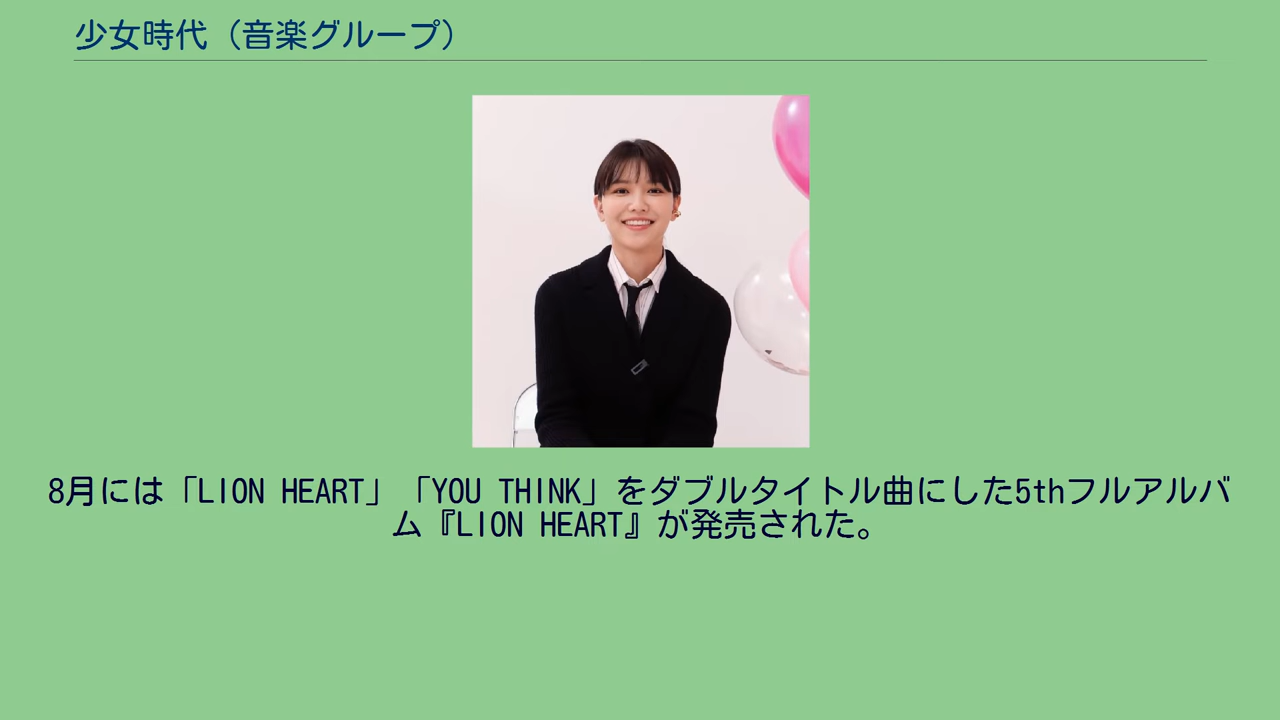 少女時代（音楽グループ）
8月には「LION HEART」「YOU THINK」をダブルタイトル曲にした5thフルアルバ
ム『LION HEART』が発売された。